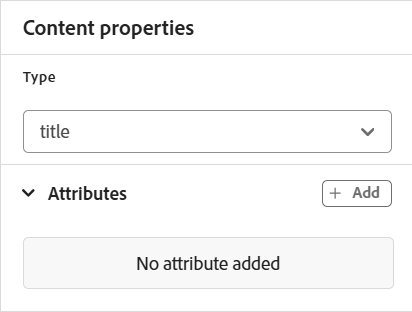 Content properties
Type
title
Attributes
+ Add
No attribute added